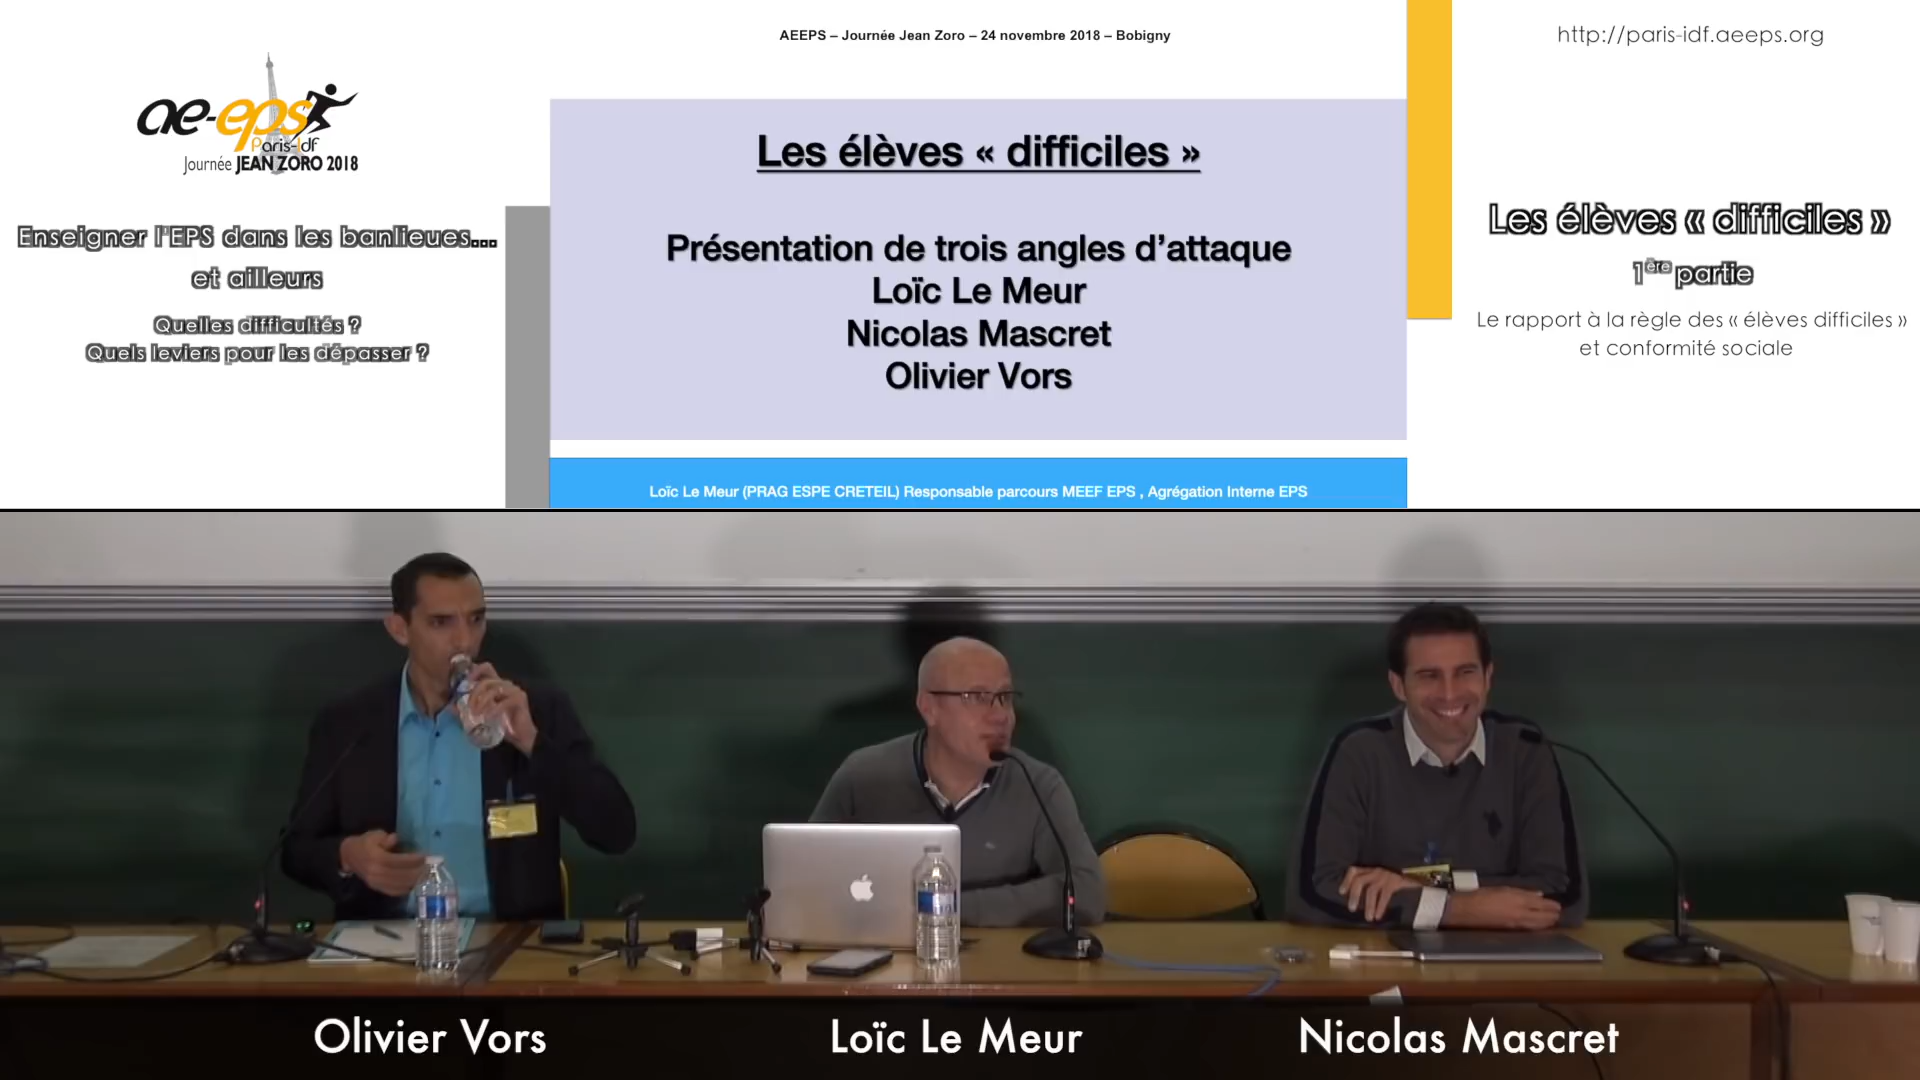 AEEPS – Journée Jean Zoro – 24 novembre 2018 – Bobigny
http://paris-idf.aeeps.org
ae-eps
Paris-Idf
Journée JEAN ZORO 2018
Enseigner l'EPS dans les banlieues...
et ailleurs
Quelles difficultés ?
Quels leviers pour les dépasser ?
Les élèves « difficiles »
Présentation de trois angles d’attaque
Loïc Le Meur
Nicolas Mascret
Olivier Vors
Loïc Le Meur (PRAG ESPE CRETEIL) Responsable parcours MEEF EPS , Agrégation Interne EPS
Les élèves « difficiles »
1ère partie
Le rapport à la règle des « élèves difficiles »
et conformité sociale
Olivier Vors
Loïc Le Meur
Nicolas Mascret